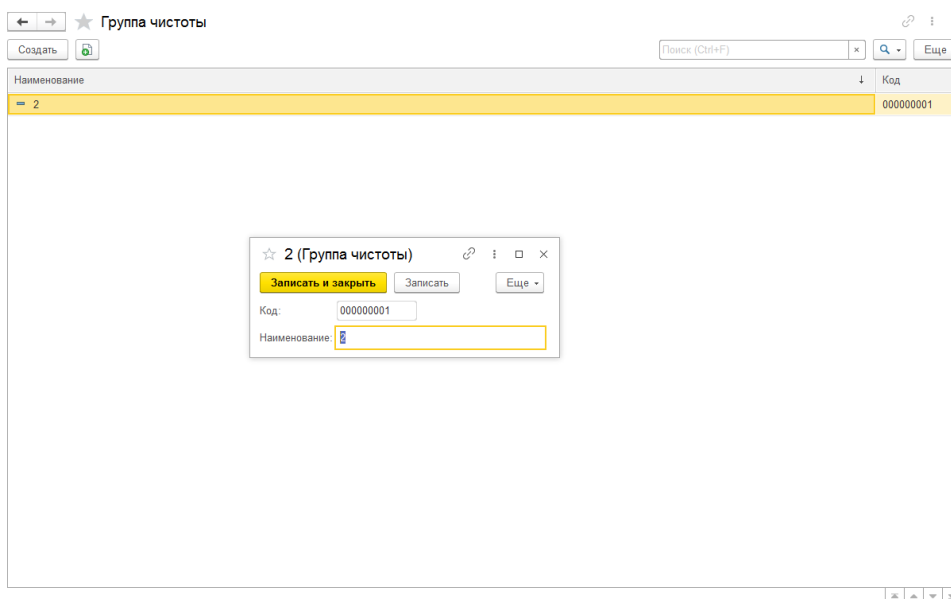 Группа чистоты
Создать
Поиск (Ctrl+F)
Еще
Наименование
Код
2
000000001
2 (Группа чистоты)
Записать и закрыть
Записать
Еще
Код:
000000001
Наименование:
2